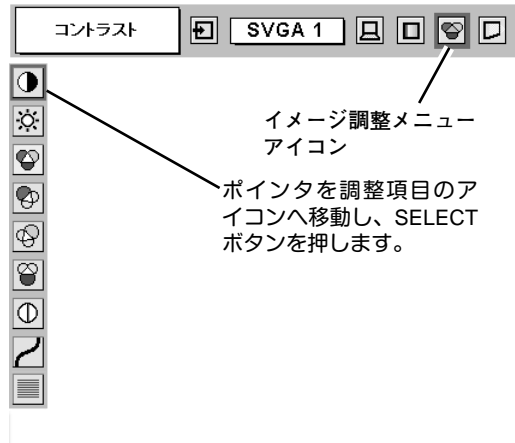 コントラスト
SVGA 1
イメージ調整メニュー
アイコン
ポインタを調整項目のア
イコンへ移動し、SELECT
ボタンを押します。